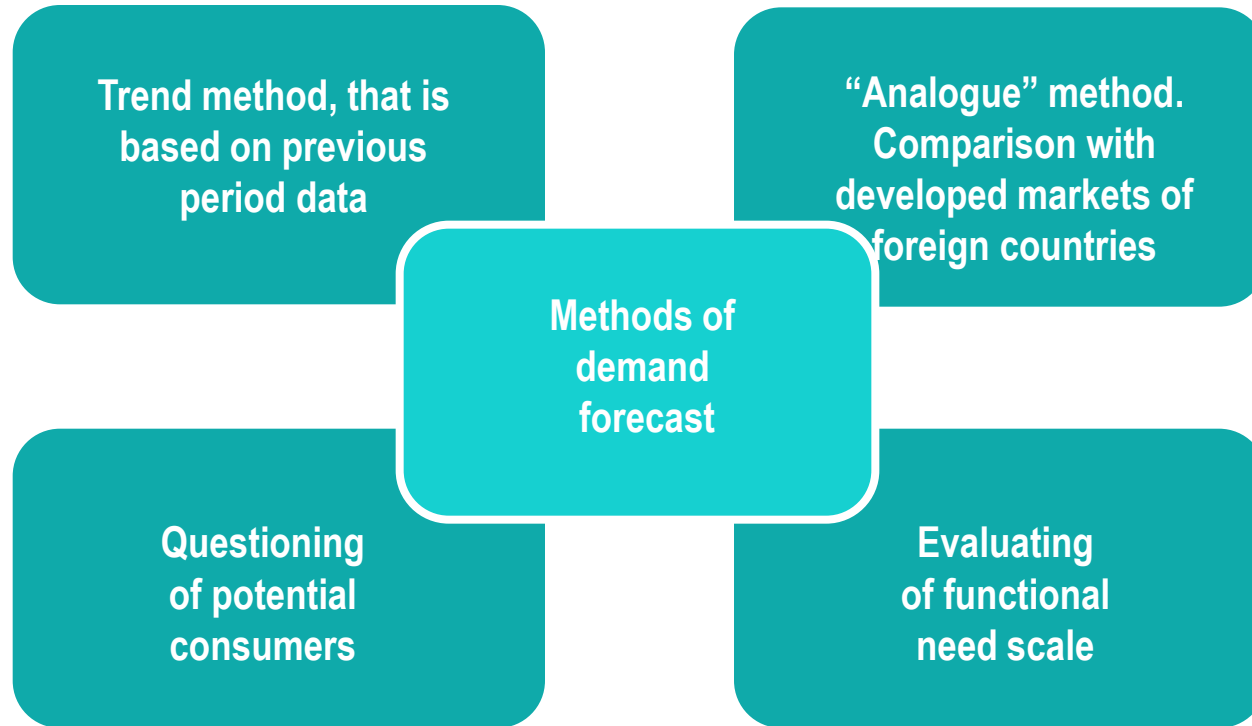 Trend method, that is
based on previous
period data
“Analogue” method.
Comparison with
developed markets of
foreign countries
Methods of
demand
forecast
Questioning
of potential
consumers
Evaluating
of functional
need scale